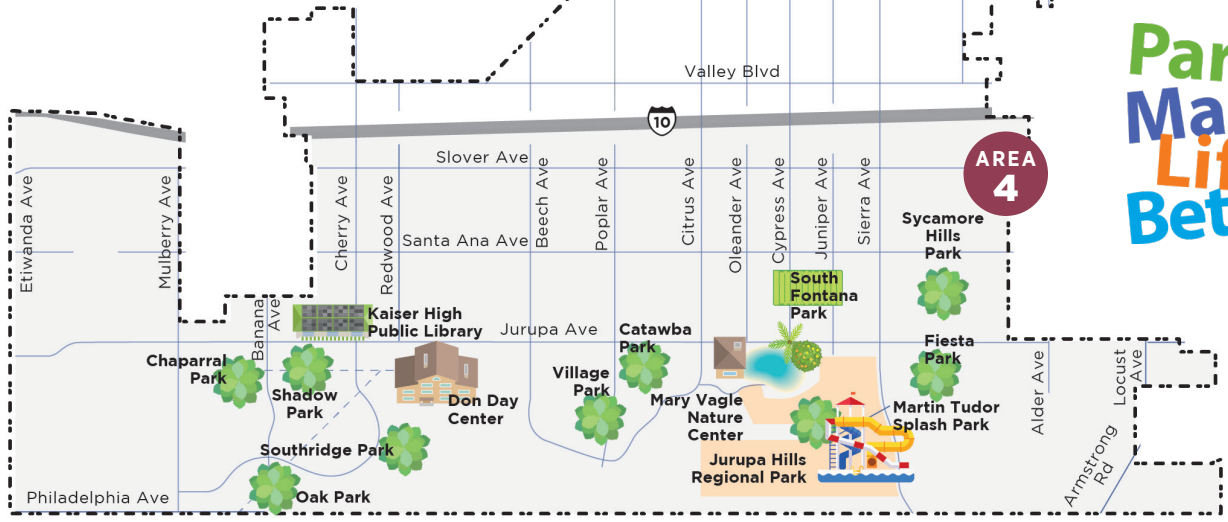 Valley Blvd
10
Slover Ave
AREA
4
Etiwanda Ave
Mulberry Ave
Cherry Ave
Redwood Ave
Beech Ave
Poplar Ave
Citrus Ave
Oleander Ave
Cypress Ave
Juniper Ave
Sierra Ave
Santa Ana Ave
Sycamore
Hills
Park
South
Fontana
Park
Banana
Ave
Kaiser High
Public Library
Jurupa Ave
Catawba
Park
Fiesta
Park
Chaparral
Park
Shadow
Park
Don Day
Center
Village
Park
Mary Vagle
Nature
Center
Martin Tudor
Splash Park
Alder Ave
Locust
Ave
Southridge Park
Jurupa Hills
Regional Park
Armstrong
Rd
Philadelphia Ave
Oak Park
Par
Ma
Lif
Bet